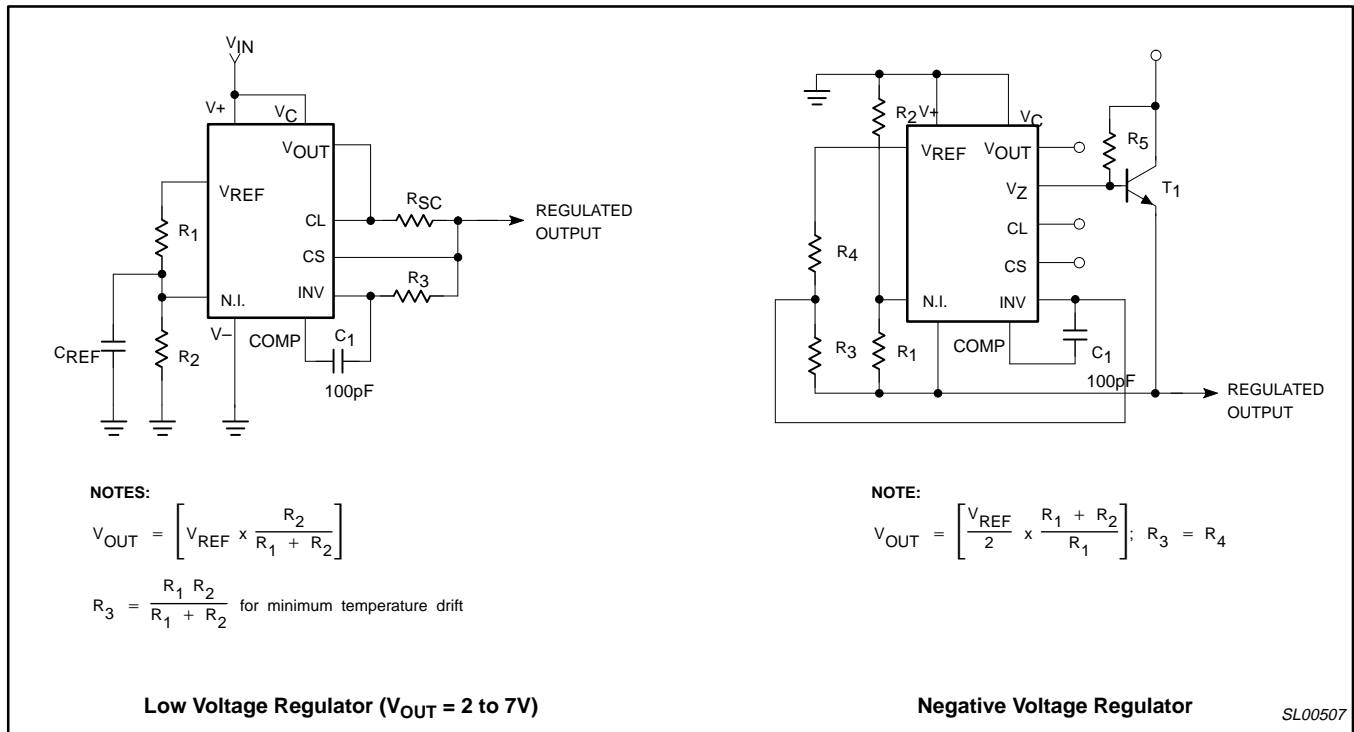 VIN
V+
VC
VOUT
VREF
RSC
CL
REGULATED
OUTPUT
R1
CS
R3
INV
N.I.
V–
COMP
C1
CREF
R2
100pF
NOTES:
VOUT = [VREF x R2 / (R1 + R2)]
R3 = R1 R2 / (R1 + R2) for minimum temperature drift
Low Voltage Regulator (VOUT = 2 to 7V)
R2
V+
VC
R5
VREF
VOUT
VZ
T1
CL
R4
CS
N.I.
INV
R3
R1
COMP
C1
100pF
REGULATED
OUTPUT
NOTE:
VOUT = [VREF / 2 x (R1 + R2) / R1]; R3 = R4
Negative Voltage Regulator
SL00507